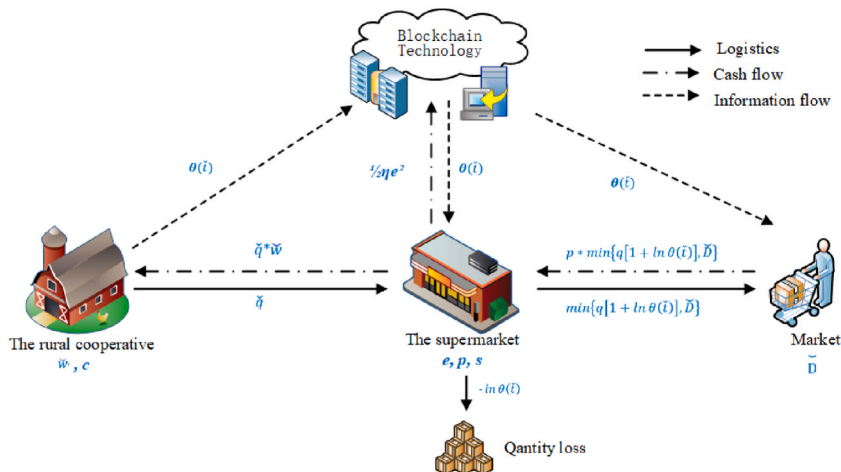 Blockchain
Technology
Logistics
Cash flow
Information flow
θ(ť)
½ηe²
θ(ť)
θ(ť)
q̌*w̌
p * min{q[1 + ln θ(ť)], Ď}
q̌
min{q[1 + ln θ(ť)], Ď}
The rural cooperative
w̌, c
The supermarket
e, p, s
Market
D̆
-ln θ(ť)
Qantity loss